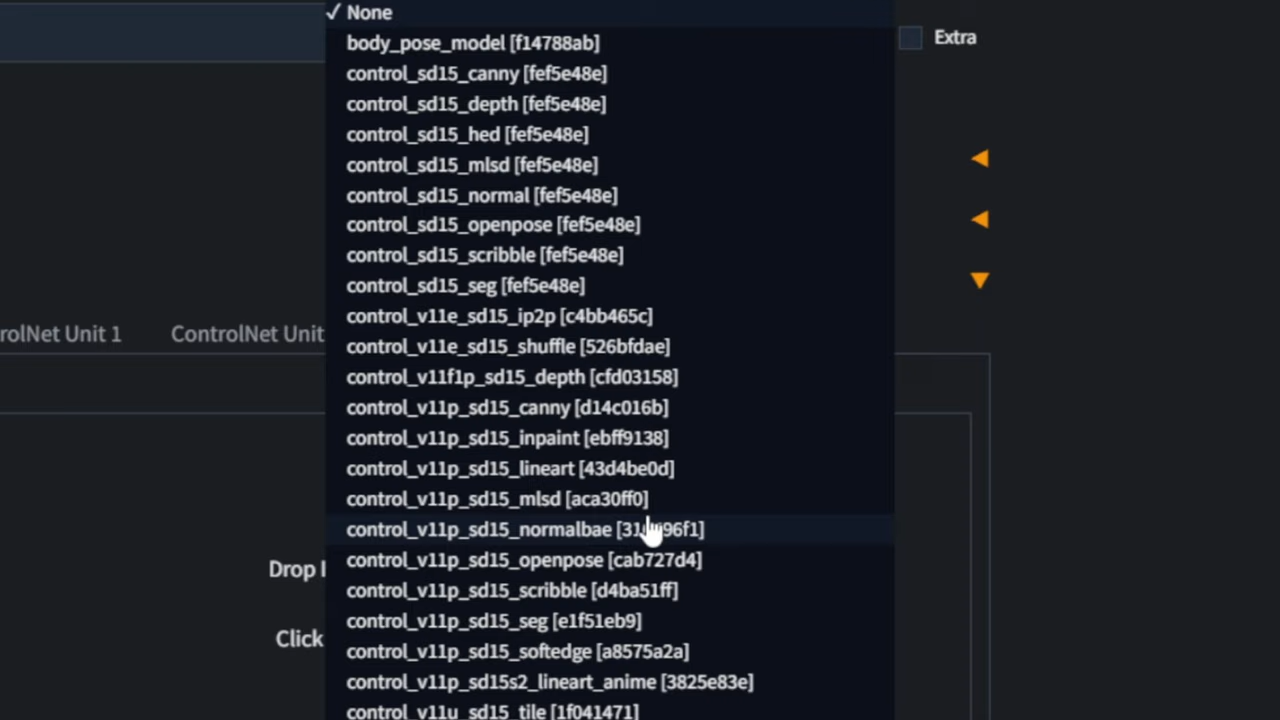 ✓ None
Extra
body_pose_model [f14788ab]
control_sd15_canny [fef5e48e]
control_sd15_depth [fef5e48e]
control_sd15_hed [fef5e48e]
control_sd15_mlsd [fef5e48e]
control_sd15_normal [fef5e48e]
control_sd15_openpose [fef5e48e]
control_sd15_scribble [fef5e48e]
control_sd15_seg [fef5e48e]
control_v11e_sd15_ip2p [c4bb465c]
rolNet Unit 1
ControlNet Unit
control_v11e_sd15_shuffle [526bfdae]
control_v11f1p_sd15_depth [cfd03158]
control_v11p_sd15_canny [d14c016b]
control_v11p_sd15_inpaint [ebff9138]
control_v11p_sd15_lineart [43d4be0d]
control_v11p_sd15_mlsd [aca30ff0]
control_v11p_sd15_normalbae
control_v11p_sd15_openpose [cab727d4]
Drop
control_v11p_sd15_scribble [d4ba51ff]
control_v11p_sd15_seg [e1f51eb9]
Click
control_v11p_sd15_softedge [a8575a2a]
control_v11p_sd15s2_lineart_anime [3825e83e]
control_v11u_sd15_tile [1f041471]